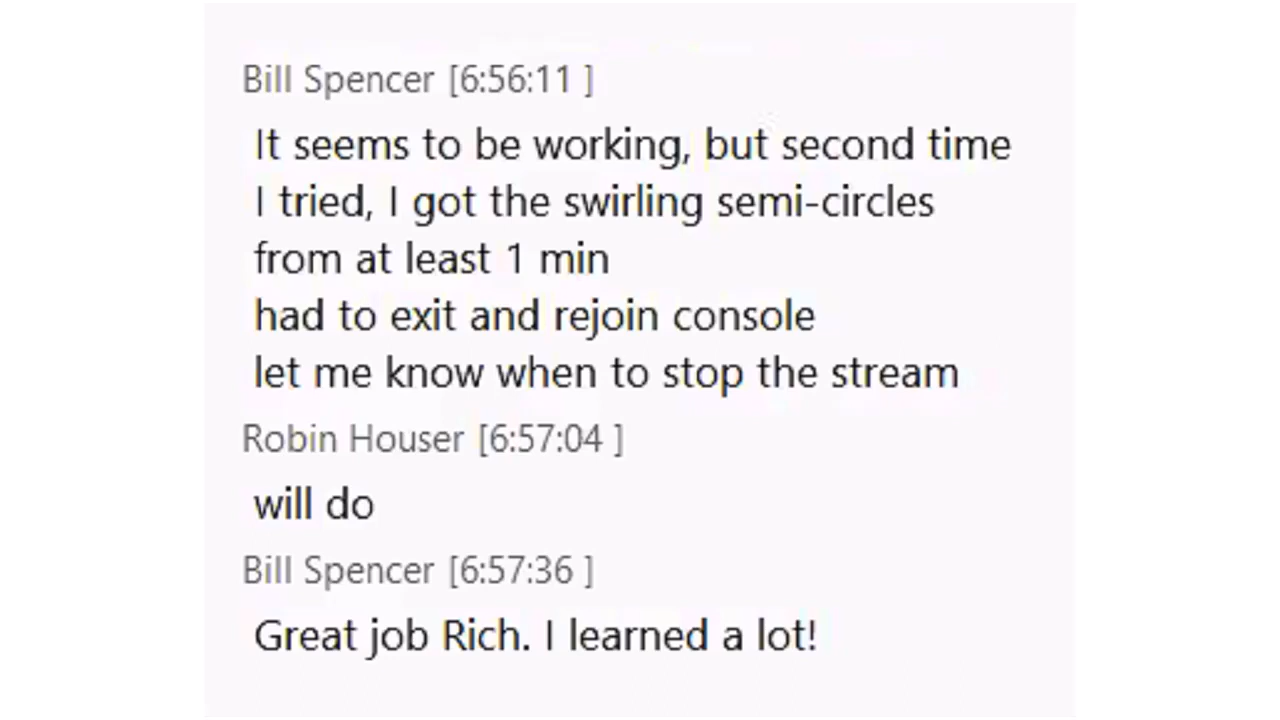 Bill Spencer [6:56:11 ]
It seems to be working, but second time
I tried, I got the swirling semi-circles
from at least 1 min
had to exit and rejoin console
let me know when to stop the stream
Robin Houser [6:57:04 ]
will do
Bill Spencer [6:57:36 ]
Great job Rich. I learned a lot!